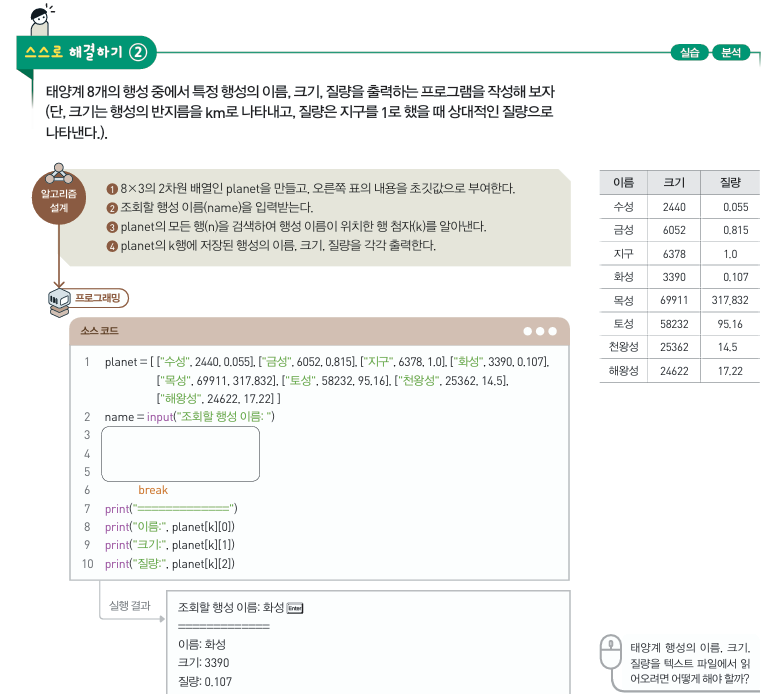 스스로 해결하기 ②
실습 분석
태양계 8개의 행성 중에서 특정 행성의 이름, 크기, 질량을 출력하는 프로그램을 작성해 보자
(단, 크기는 행성의 반지름을 km로 나타내고, 질량은 지구를 1로 했을 때 상대적인 질량으로
나타낸다.).
알고리즘
설계
❶ 8×3의 2차원 배열인 planet을 만들고, 오른쪽 표의 내용을 초깃값으로 부여한다.
❷ 조회할 행성 이름(name)을 입력받는다.
❸ planet의 모든 행(n)을 검색하여 행성 이름이 위치한 행 첨자(k)를 알아낸다.
❹ planet의 k행에 저장된 행성의 이름, 크기, 질량을 각각 출력한다.
이름 크기 질량
수성 2440 0.055
금성 6052 0.815
지구 6378 1.0
화성 3390 0.107
목성 69911 317.832
토성 58232 95.16
천왕성 25362 14.5
해왕성 24622 17.22
프로그래밍
소스 코드
1 planet = [ ["수성", 2440, 0.055], ["금성", 6052, 0.815], ["지구", 6378, 1.0], ["화성", 3390, 0.107],
["목성", 69911, 317.832], ["토성", 58232, 95.16], ["천왕성", 25362, 14.5],
["해왕성", 24622, 17.22] ]
2 name = input("조회할 행성 이름: ")
3
4
5
6 break
7 print("=============")
8 print("이름:", planet[k][0])
9 print("크기:", planet[k][1])
10 print("질량:", planet[k][2])
실행 결과
조회할 행성 이름: 화성 Enter
=============
이름: 화성
크기: 3390
질량: 0.107
태양계 행성의 이름, 크기,
질량을 텍스트 파일에서 읽
어오려면 어떻게 해야 할까?